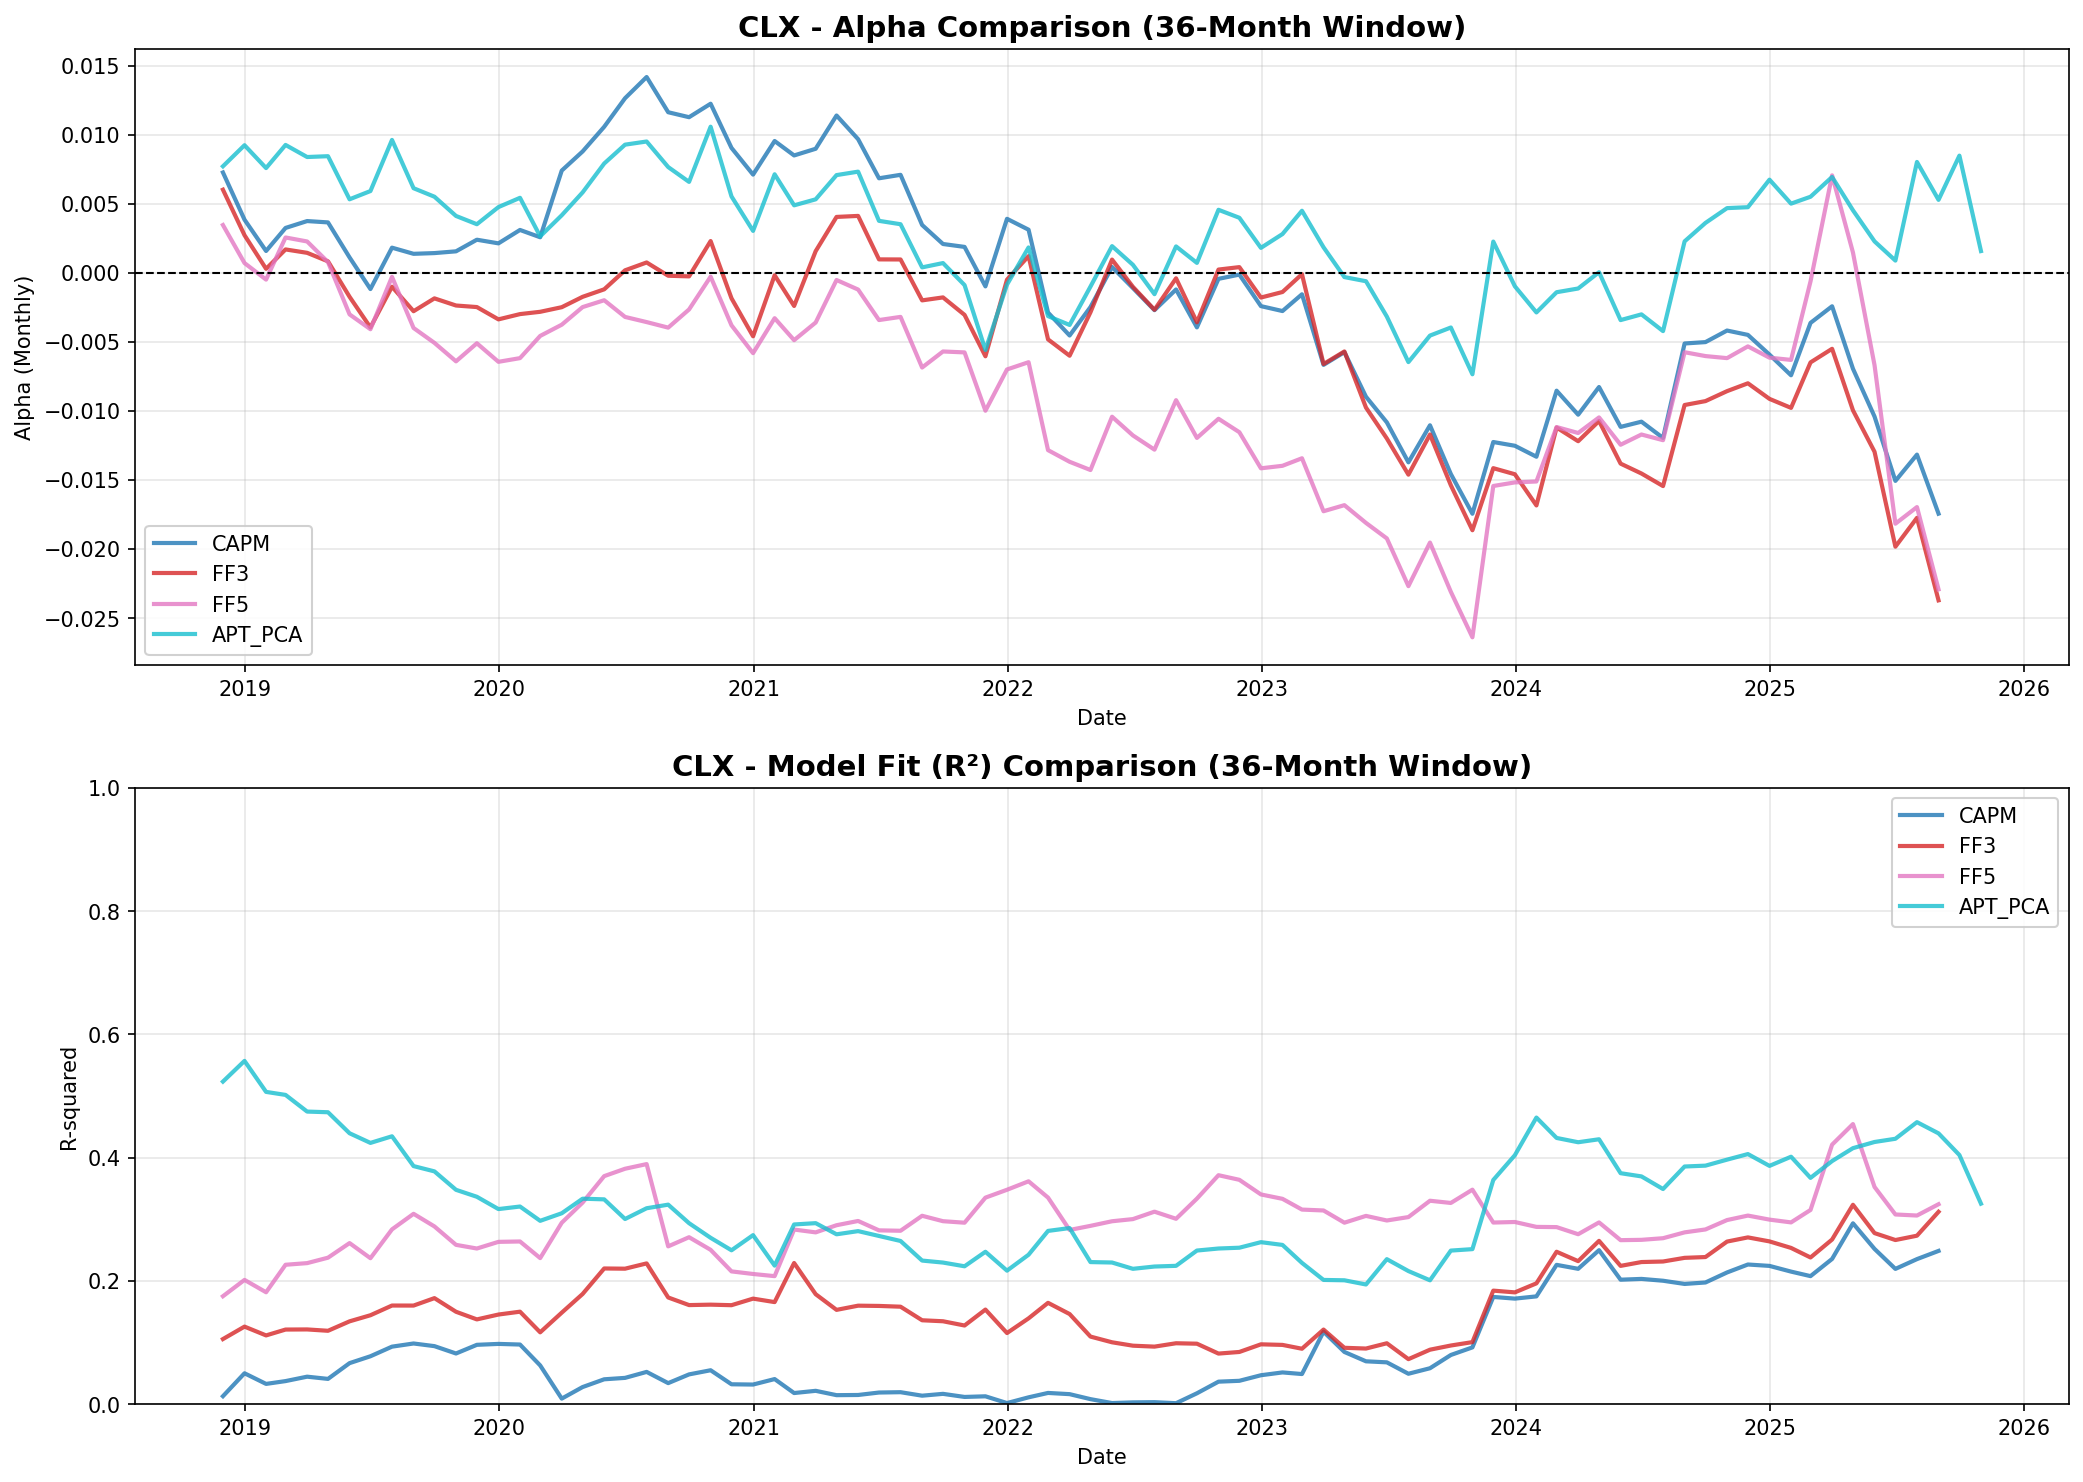 CLX - Alpha Comparison (36-Month Window)
0.015
0.010
0.005
0.000
−0.005
−0.010
−0.015
−0.020
−0.025
Alpha (Monthly)
CAPM
FF3
FF5
APT_PCA
2019 2020 2021 2022 2023 2024 2025 2026
Date
CLX - Model Fit (R²) Comparison (36-Month Window)
1.0
0.8
0.6
0.4
0.2
0.0
R-squared
CAPM
FF3
FF5
APT_PCA
2019 2020 2021 2022 2023 2024 2025 2026
Date